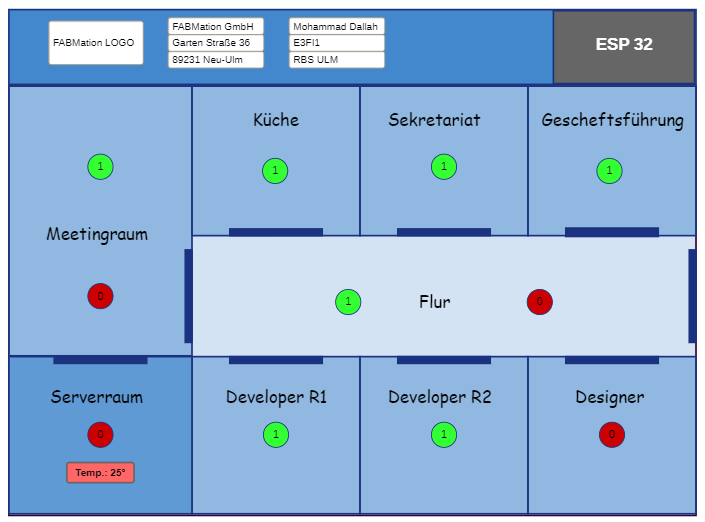 FABMation LOGO
FABMation GmbH
Garten Straße 36
89231 Neu-Ulm
Mohammad Dallah
E3FI1
RBS ULM
ESP 32
Küche
Sekretariat
Gescheftsführung
1
1
1
1
Meetingraum
0
1
Flur
0
Serverraum
Developer R1
Developer R2
Designer
0
1
1
0
Temp.: 25°